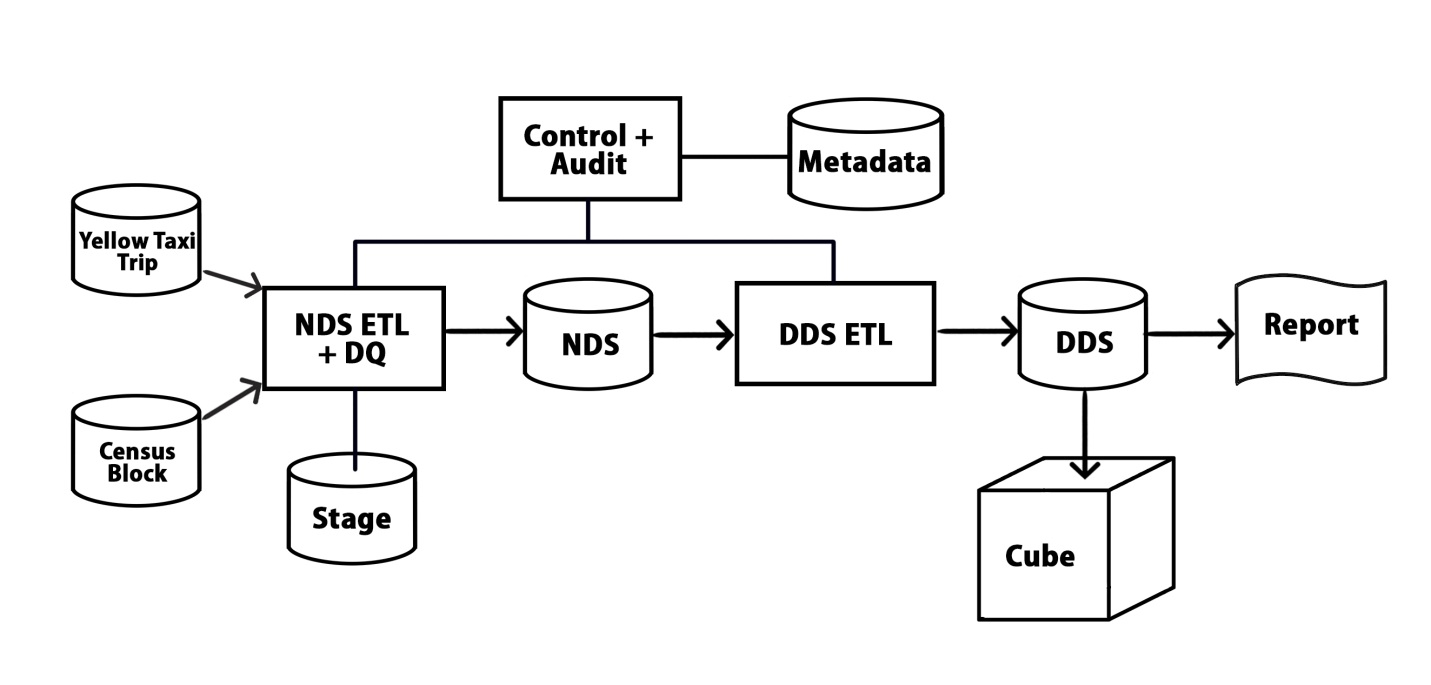 Control +
Audit
Metadata
Yellow Taxi
Trip
NDS ETL
+ DQ
NDS
DDS ETL
DDS
Report
Census
Block
Stage
Cube